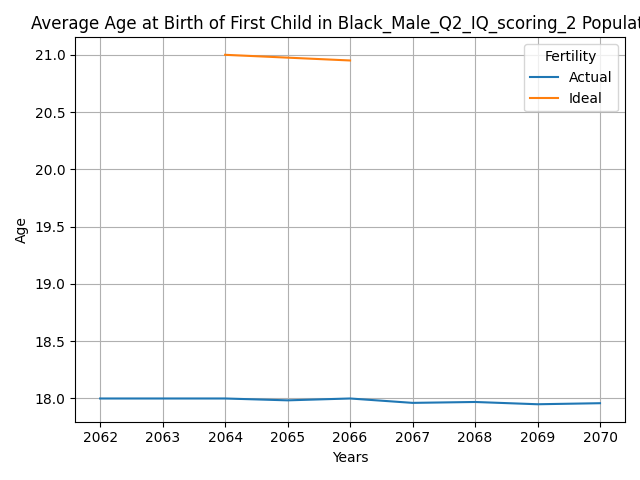 Average Age at Birth of First Child in Black_Male_Q2_IQ_scoring_2 Populat
Fertility
Actual
Ideal
21.0
20.5
20.0
19.5
19.0
18.5
18.0
Age
2062 2063 2064 2065 2066 2067 2068 2069 2070
Years